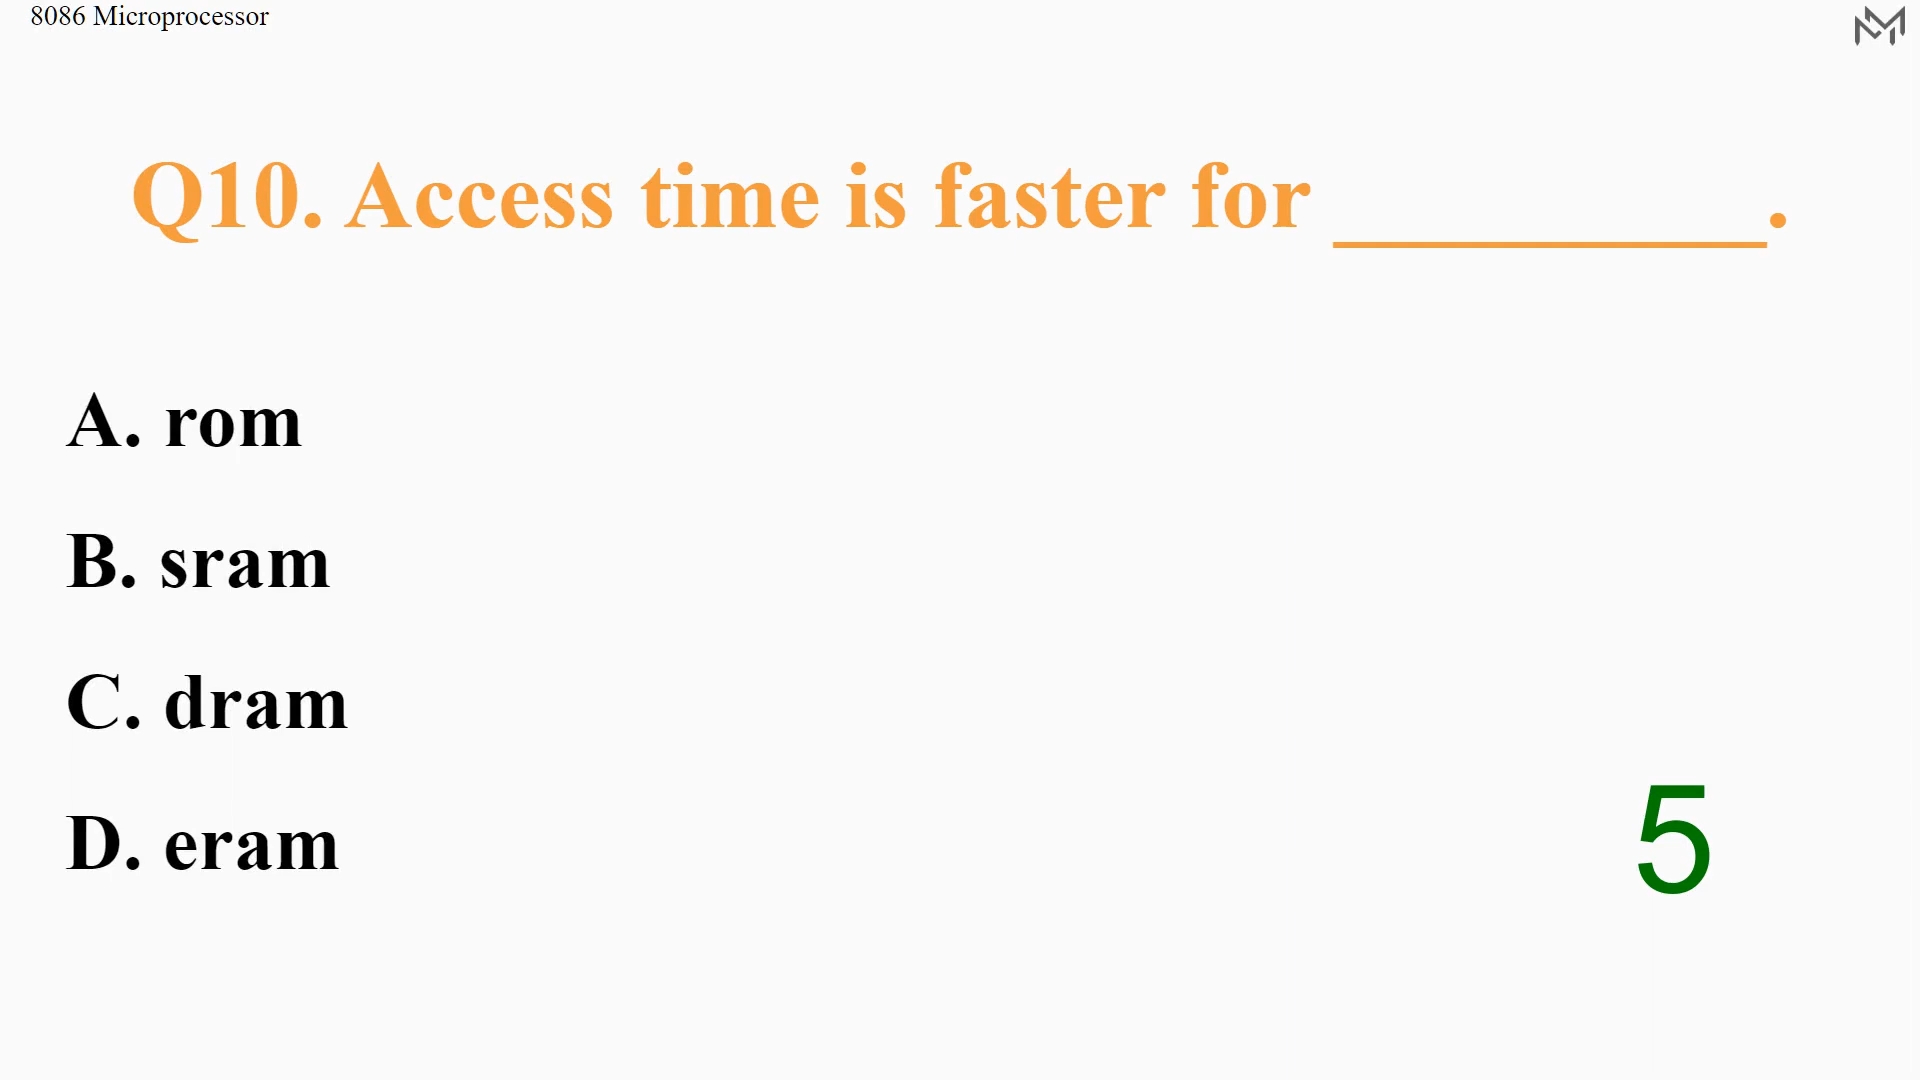 8086 Microprocessor
Q10. Access time is faster for __________.
A. rom
B. sram
C. dram
D. eram
5